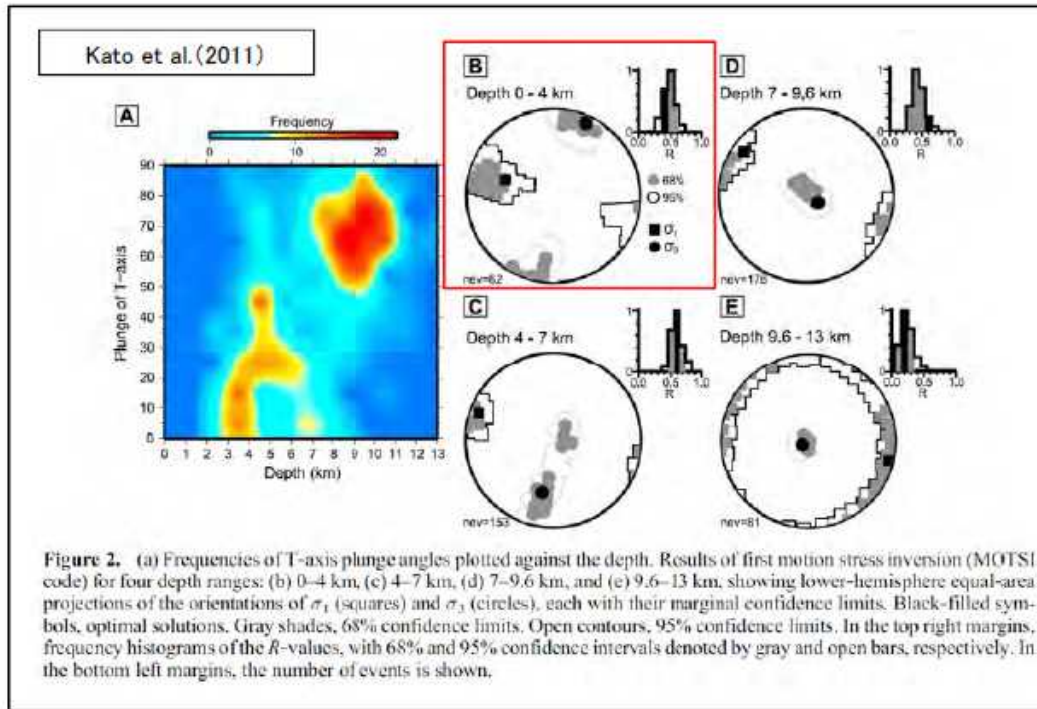 Kato et al.(2011)
A
Frequency
0 10 20
Plunge of T-axis
90
80
70
60
50
40
30
20
10
0
0 1 2 3 4 5 6 7 8 9 10 11 12 13
Depth (km)
B
Depth 0 - 4 km
1
0
0.0 0.5 1.0
R
68%
95%
σ1
σ3
nev=62
D
Depth 7 - 9,6 km
1
0
0.0 0.5 1.0
R
nev=176
C
Depth 4 - 7 km
1
0
0.0 0.5 1.0
R
nev=153
E
Depth 9.6 - 13 km
1
0
0.0 0.5 1.0
R
nev=81
Figure 2. (a) Frequencies of T-axis plunge angles plotted against the depth. Results of first motion stress inversion (MOTSI
code) for four depth ranges: (b) 0–4 km, (c) 4–7 km, (d) 7–9.6 km, and (e) 9.6–13 km, showing lower-hemisphere equal-area
projections of the orientations of σ1 (squares) and σ3 (circles), each with their marginal confidence limits. Black-filled sym-
bols, optimal solutions. Gray shades, 68% confidence limits. Open contours, 95% confidence limits. In the top right margins,
frequency histograms of the R-values, with 68% and 95% confidence intervals denoted by gray and open bars, respectively. In
the bottom left margins, the number of events is shown.